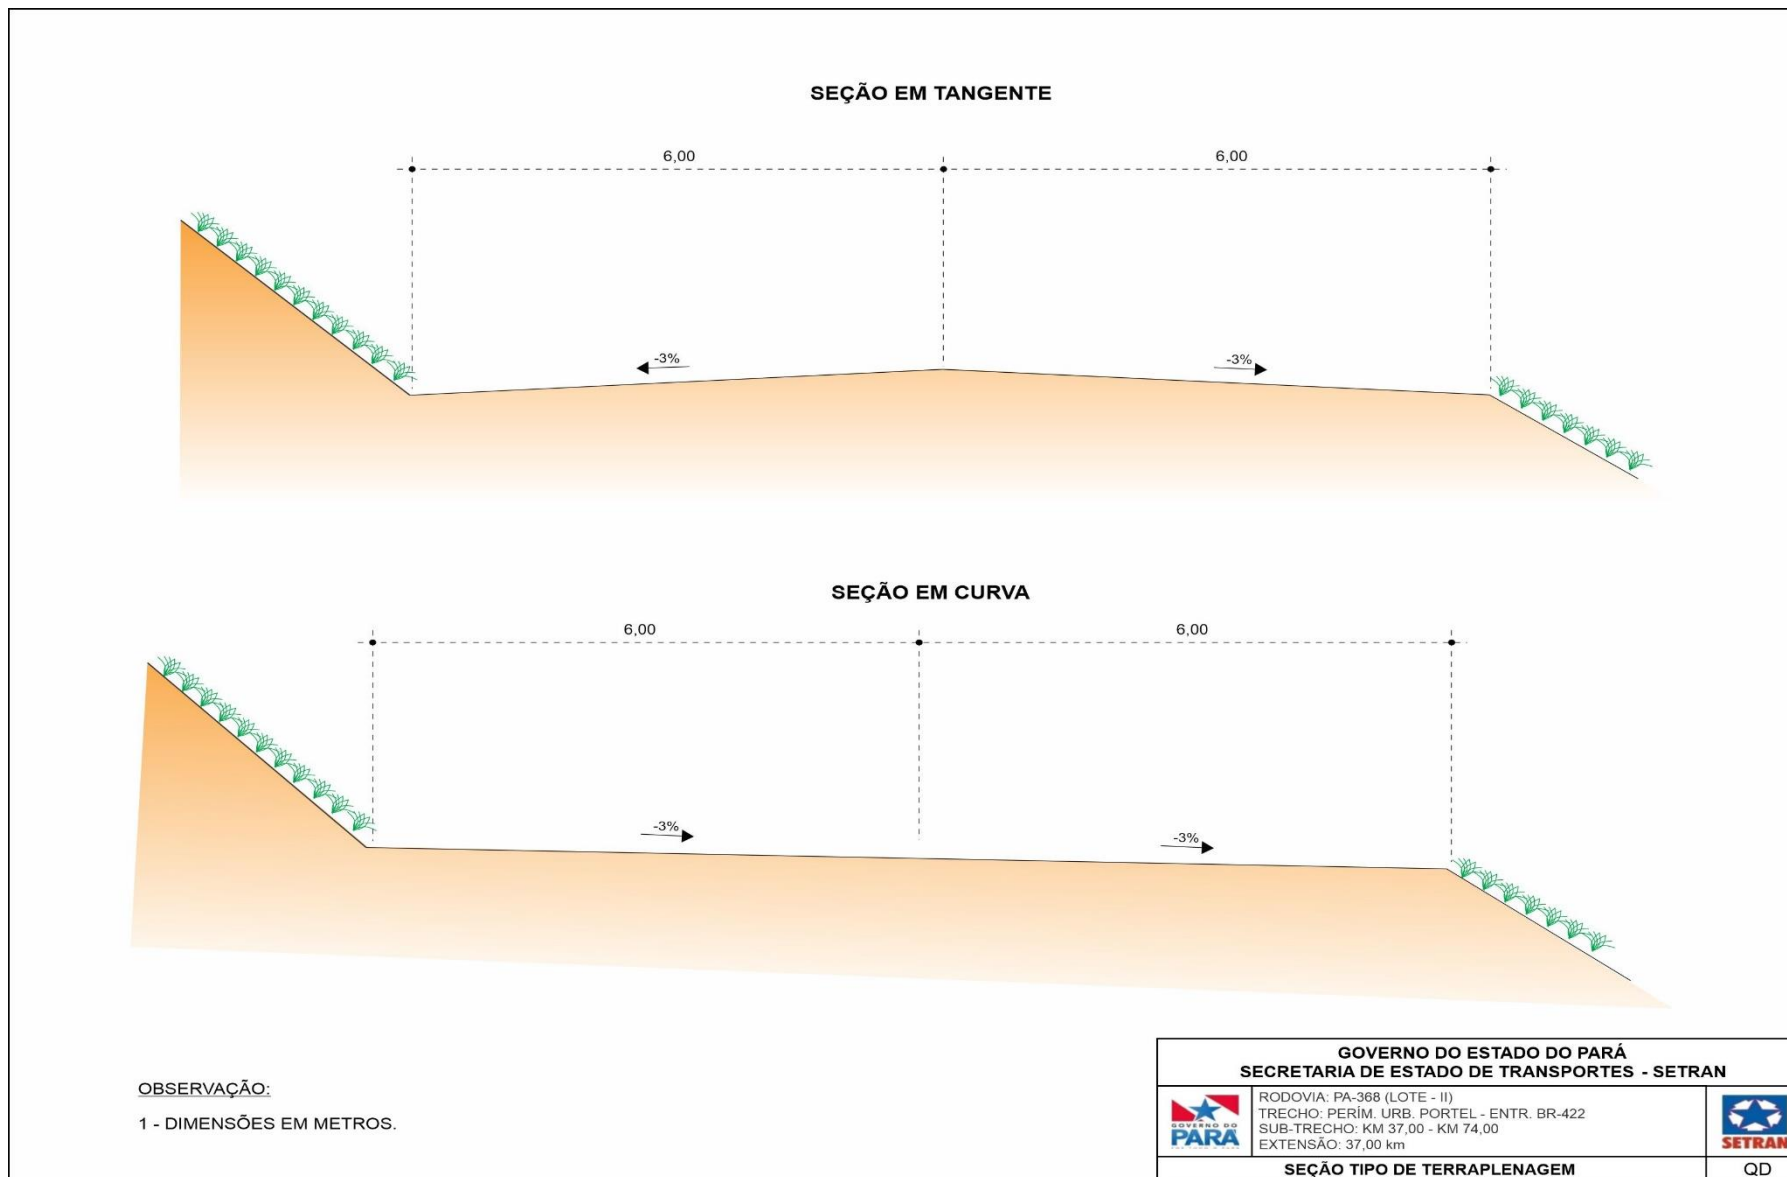 SEÇÃO EM TANGENTE
6,00
6,00
-3%
-3%
SEÇÃO EM CURVA
6,00
6,00
-3%
-3%
OBSERVAÇÃO:
1 - DIMENSÕES EM METROS.
GOVERNO DO ESTADO DO PARÁ
SECRETARIA DE ESTADO DE TRANSPORTES - SETRAN
GOVERNO DO
PARÁ
RODOVIA: PA-368 (LOTE - II)
TRECHO: PERÍM. URB. PORTEL - ENTR. BR-422
SUB-TRECHO: KM 37,00 - KM 74,00
EXTENSÃO: 37,00 km
SETRAN
SEÇÃO TIPO DE TERRAPLENAGEM
QD